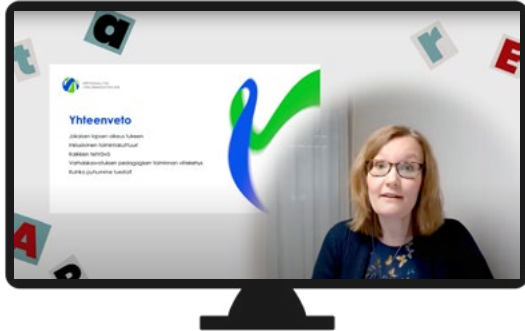 a
t
r
E
Yhteenveto
Jokaisen lapsen oikeus tukeen
Inklusiivinen toimintakulttuuri
Kaikkien tehtävä
Varhaiskasvatuksen pedagogisen toiminnan viitekehys
Kuinka puhumme tuesta?
A
A